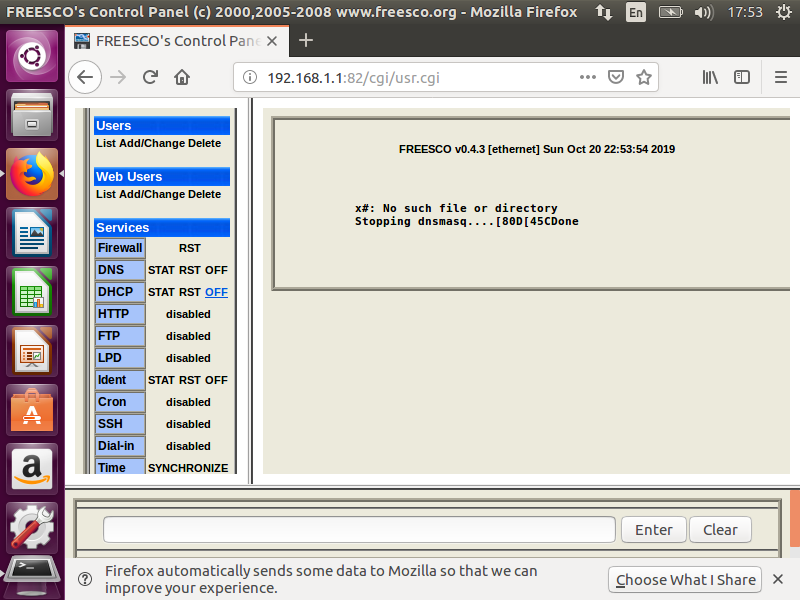 FREESCO's Control Panel (c) 2000,2005-2008 www.freesco.org - Mozilla Firefox
En
17:53
FREESCO's Control Pane
192.168.1.1:82/cgi/usr.cgi
Users
List Add/Change Delete
Web Users
List Add/Change Delete
Services
Firewall RST
DNS STAT RST OFF
DHCP STAT RST OFF
HTTP disabled
FTP disabled
LPD disabled
Ident STAT RST OFF
Cron disabled
SSH disabled
Dial-in disabled
Time SYNCHRONIZE
FREESCO v0.4.3 [ethernet] Sun Oct 20 22:53:54 2019
x#: No such file or directory
Stopping dnsmasq....[80D[45CDone
Enter Clear
Firefox automatically sends some data to Mozilla so that we can
improve your experience.
Choose What I Share